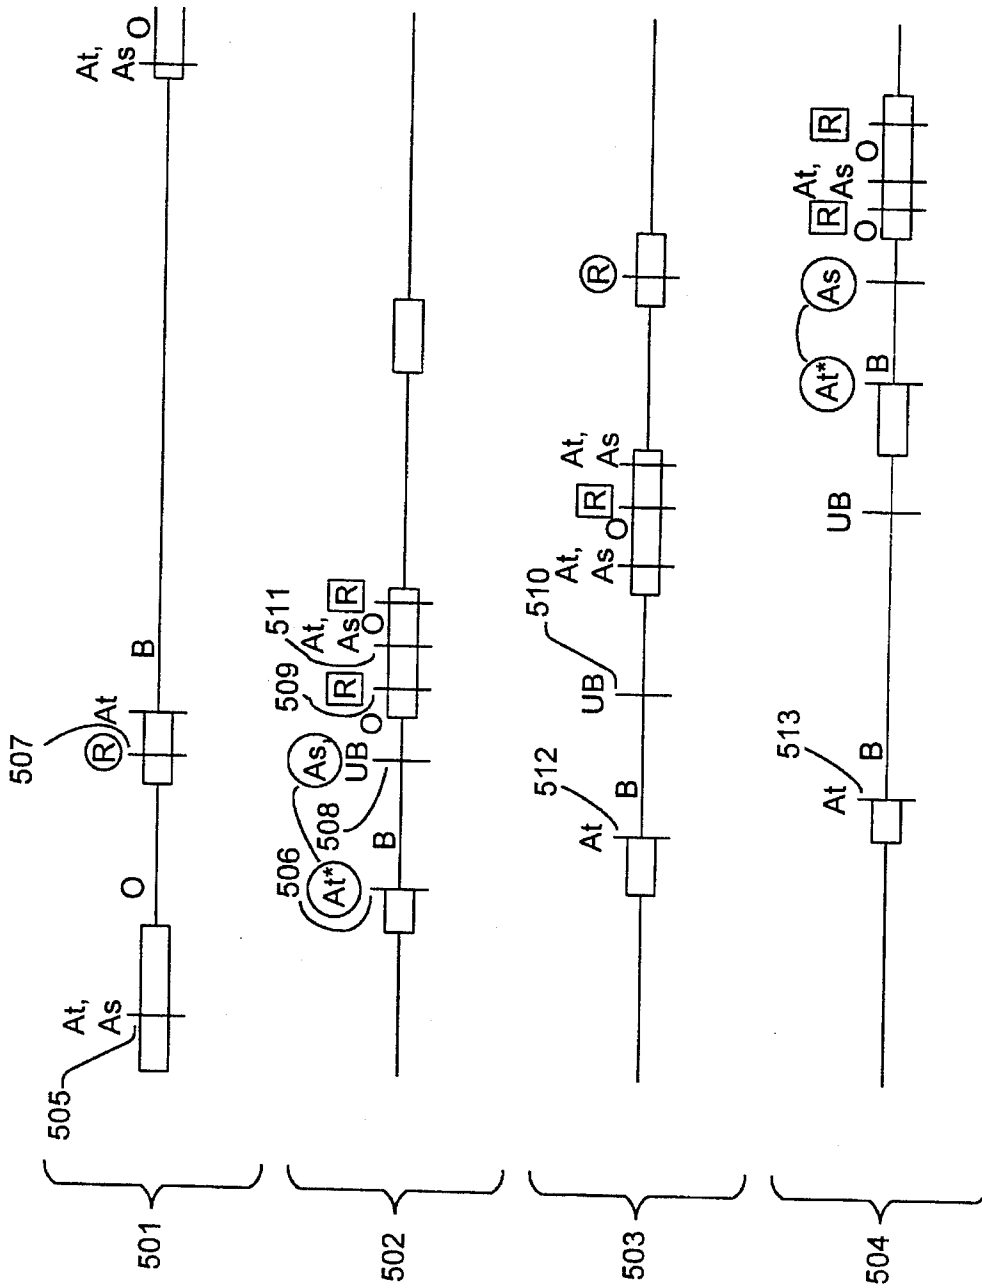 505
At,
As
O
507
R
At
B
At,
As
O
501
506
At*
B
508
As,
UB
O
509
R
511
At,
As
O
R
502
512
At
B
510
UB
At,
As
O
R
At,
As
R
503
513
At
B
UB
At*
B
As
O
R
At,
As
O
R
504